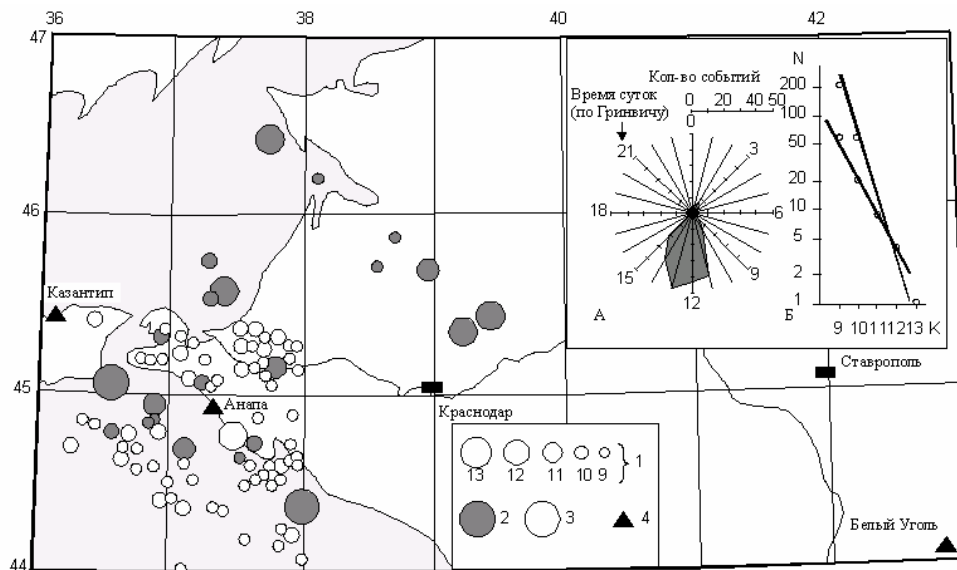 36
38
40
42
47
46
45
44
Казантип
Анапа
Краснодар
Ставрополь
Белый Уголь
Кол-во событий
0 10 20 30 40 50
Время суток
(по Гринвичу)
0
3
6
9
12
15
18
21
А
N
200
100
50
20
10
5
2
1
Б
9 10 11 12 13 K
13 12 11 10 9
1
2
3
4